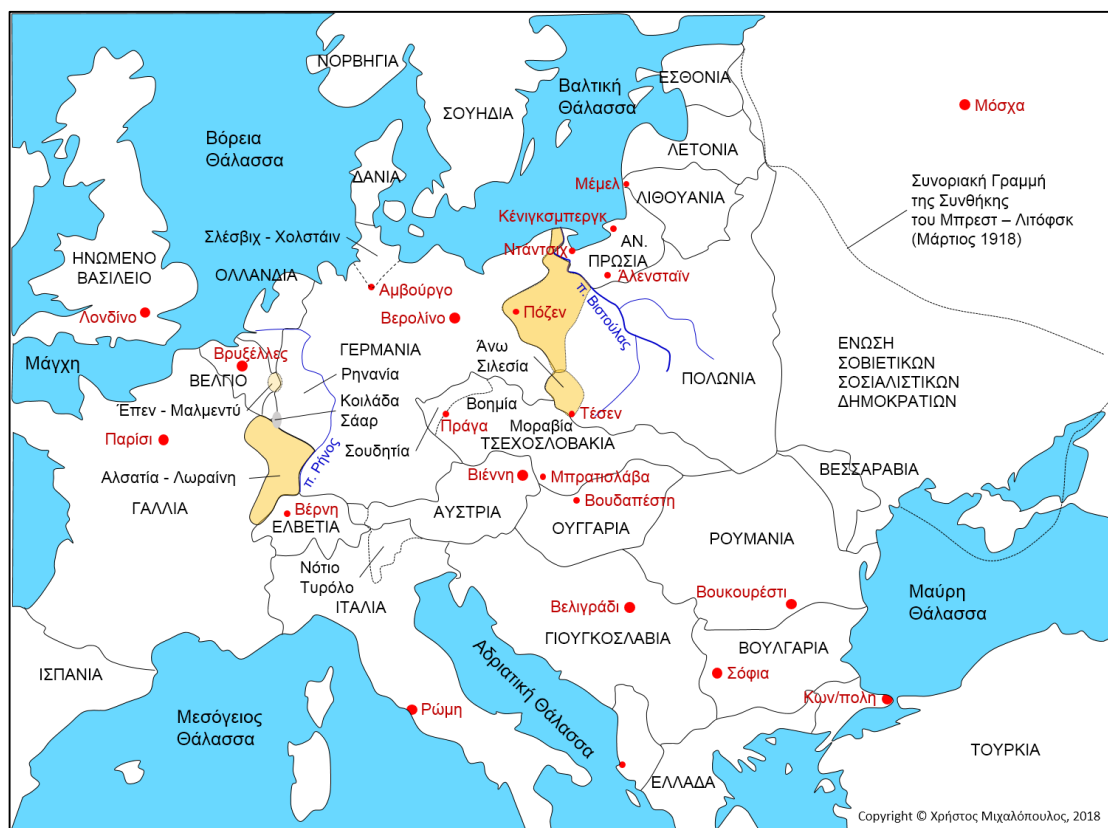 ΝΟΡΒΗΓΙΑ
ΣΟΥΗΔΙΑ
Βαλτική
Θάλασσα
ΕΣΘΟΝΙΑ
Μόσχα
Βόρεια
Θάλασσα
ΛΕΤΟΝΙΑ
ΔΑΝΙΑ
Μέμελ
ΛΙΘΟΥΑΝΙΑ
Συνοριακή Γραμμή
της Συνθήκης
του Μπρεστ – Λιτόφσκ
(Μάρτιος 1918)
Κένιγκσμπεργκ
Σλέσβιχ - Χολστάιν
Ντάντσιχ
ΑΝ.
ΠΡΩΣΙΑ
ΗΝΩΜΕΝΟ
ΒΑΣΙΛΕΙΟ
ΟΛΛΑΝΔΙΑ
Άλενσταϊν
Αμβούργο
π. Βιστούλας
Λονδίνο
Βερολίνο
Πόζεν
Μάγχη
Βρυξέλλες
ΓΕΡΜΑΝΙΑ
Άνω
Σιλεσία
ΕΝΩΣΗ
ΣΟΒΙΕΤΙΚΩΝ
ΣΟΣΙΑΛΙΣΤΙΚΩΝ
ΔΗΜΟΚΡΑΤΙΩΝ
ΒΕΛΓΙΟ
Ρηνανία
ΠΟΛΩΝΙΑ
Έπεν - Μαλμεντύ
Κοιλάδα
Σάαρ
Βοημία
Πράγα
Μοραβία
Τέσεν
Παρίσι
Σουδητία
ΤΣΕΧΟΣΛΟΒΑΚΙΑ
π. Ρήνος
Αλσατία - Λωραίνη
Βιέννη
Μπρατισλάβα
ΒΕΣΣΑΡΑΒΙΑ
Βουδαπέστη
ΓΑΛΛΙΑ
Βέρνη
ΕΛΒΕΤΙΑ
ΑΥΣΤΡΙΑ
ΟΥΓΓΑΡΙΑ
ΡΟΥΜΑΝΙΑ
Νότιο
Τυρόλο
ΙΤΑΛΙΑ
Βελιγράδι
Βουκουρέστι
Μαύρη
Θάλασσα
ΓΙΟΥΓΚΟΣΛΑΒΙΑ
ΒΟΥΛΓΑΡΙΑ
ΙΣΠΑΝΙΑ
Αδριατική Θάλασσα
Σόφια
Κων/πολη
Μεσόγειος
Θάλασσα
Ρώμη
ΤΟΥΡΚΙΑ
ΕΛΛΑΔΑ
Copyright © Χρήστος Μιχαλόπουλος, 2018